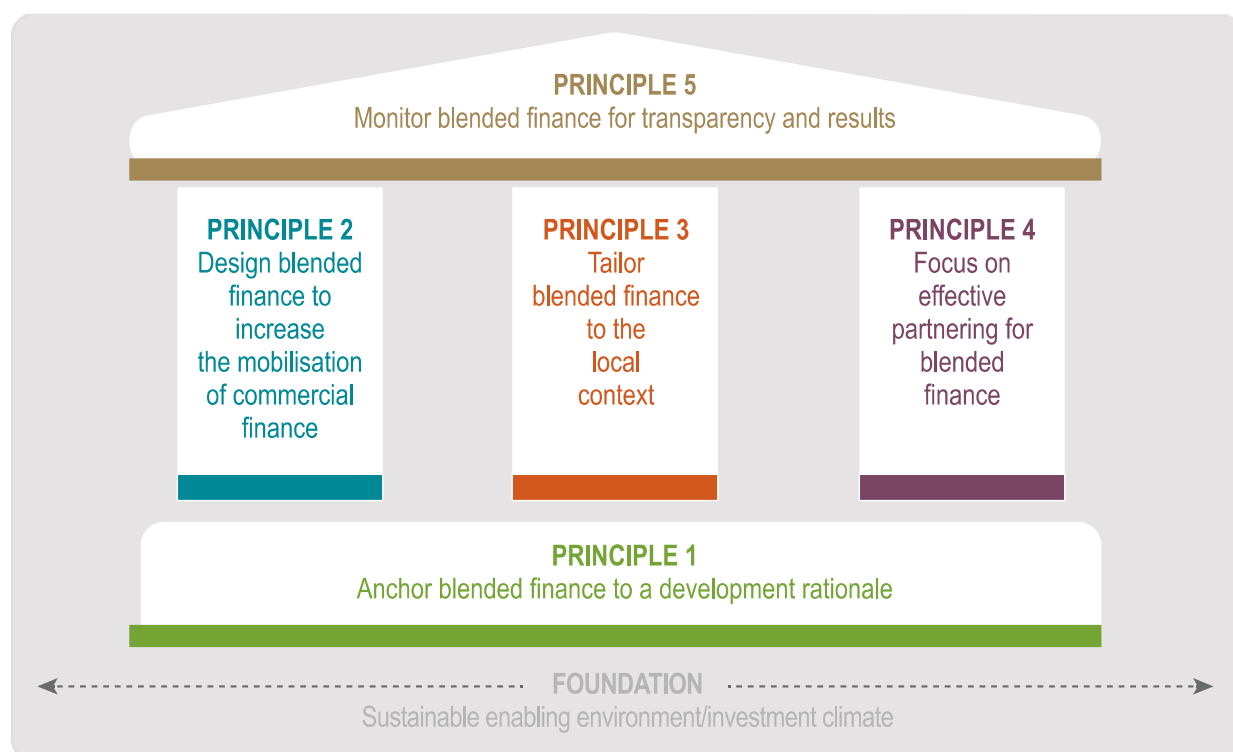 PRINCIPLE 5
Monitor blended finance for transparency and results
PRINCIPLE 2
Design blended
finance to
increase
the mobilisation
of commercial
finance
PRINCIPLE 3
Tailor
blended finance
to the
local
context
PRINCIPLE 4
Focus on
effective
partnering for
blended
finance
PRINCIPLE 1
Anchor blended finance to a development rationale
FOUNDATION
Sustainable enabling environment/investment climate